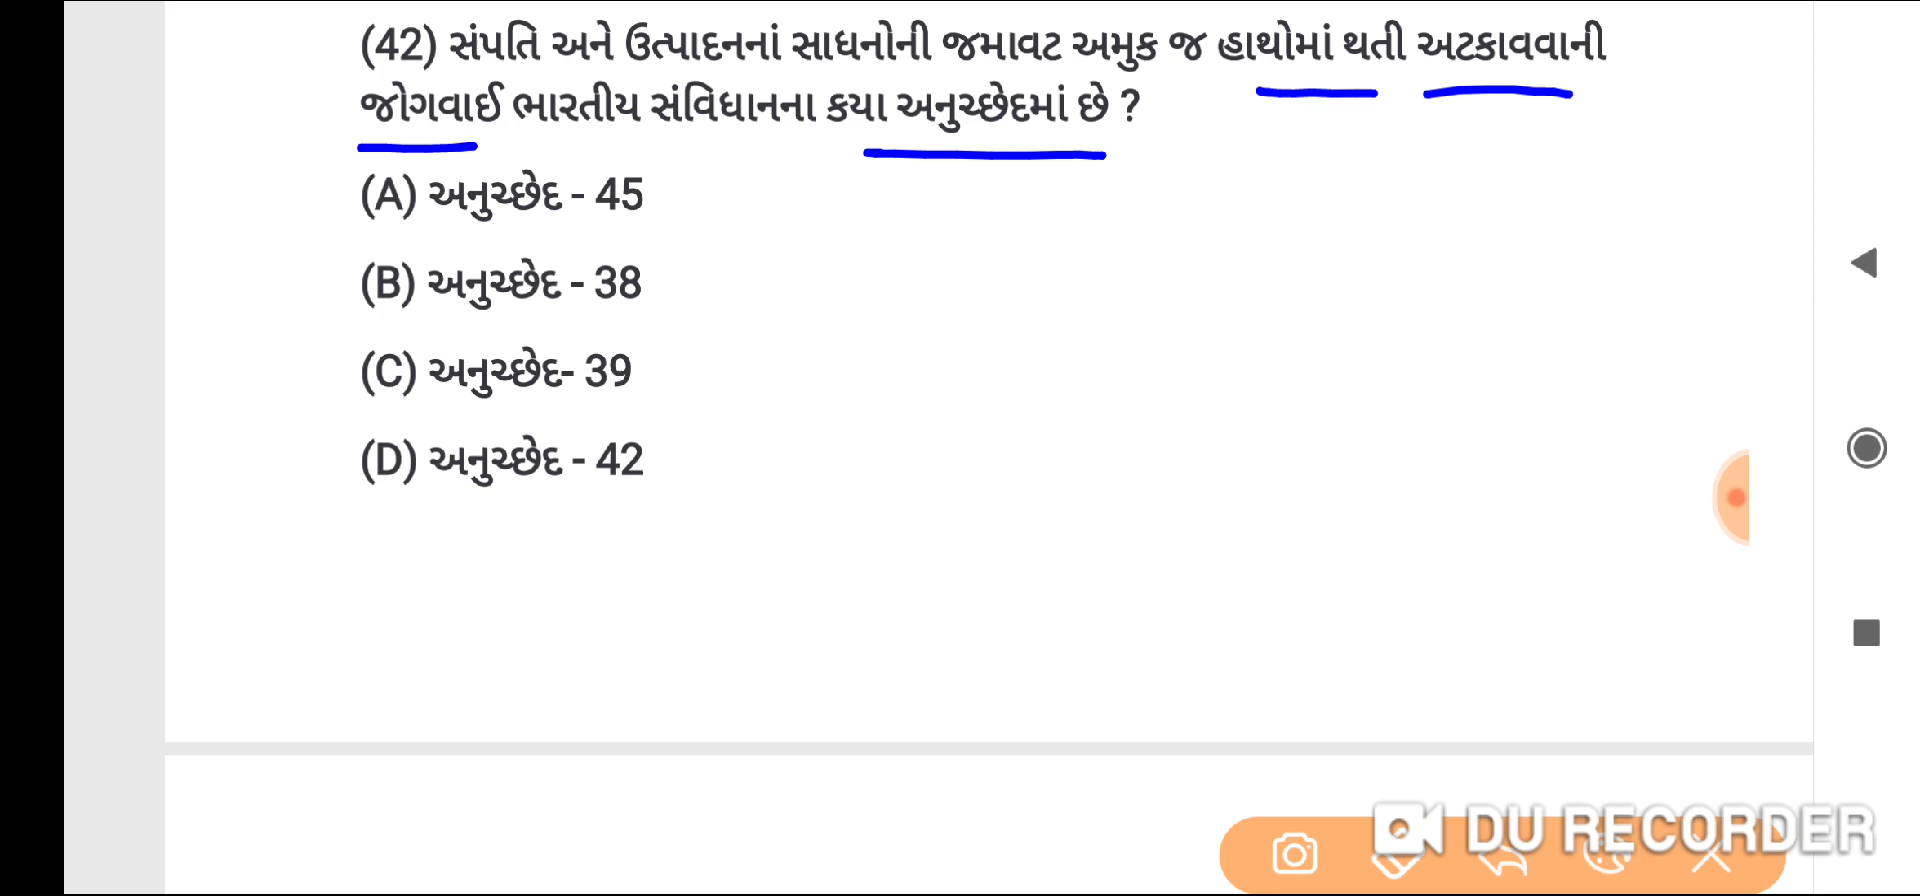 (42) સંપતિ અને ઉત્પાદનનાં સાધનોની જમાવટ અમુક જ હાથોમાં થતી અટકાવવાની
જોગવાઈ ભારતીય સંવિધાનના કયા અનુચ્છેદમાં છે ?
(A) અનુચ્છેદ - 45
(B) અનુચ્છેદ - 38
(C) અનુચ્છેદ- 39
(D) અનુચ્છેદ - 42
DU RECORDER